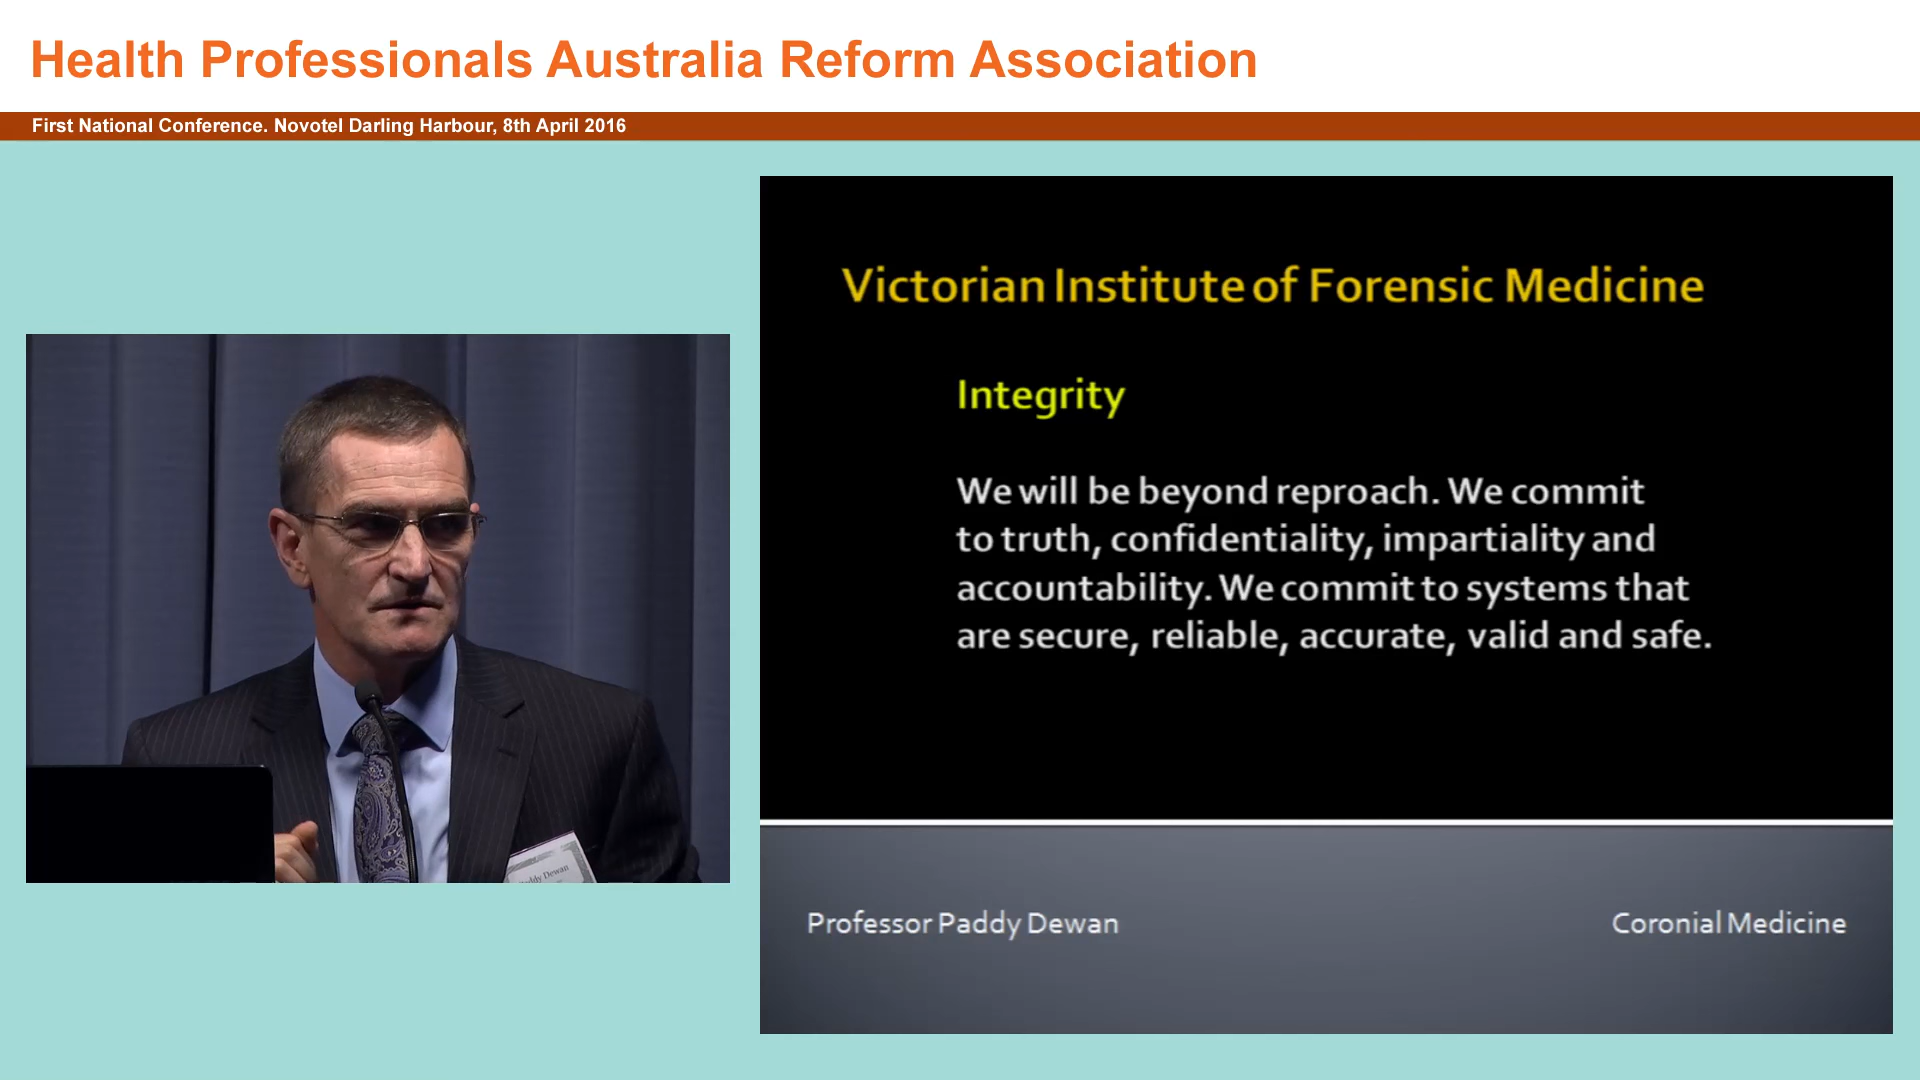 Health Professionals Australia Reform Association
First National Conference. Novotel Darling Harbour, 8th April 2016
Victorian Institute of Forensic Medicine
Integrity
We will be beyond reproach. We commit
to truth, confidentiality, impartiality and
accountability. We commit to systems that
are secure, reliable, accurate, valid and safe.
Dewan
Professor Paddy Dewan
Coronial Medicine